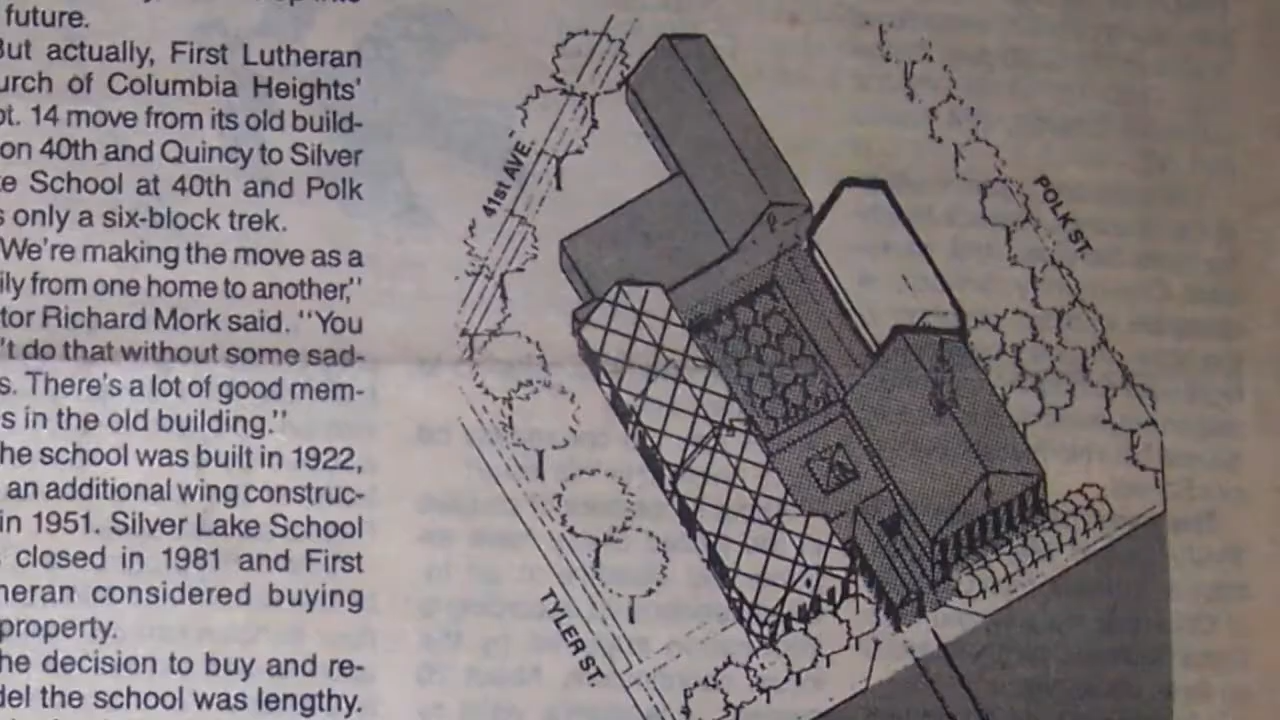 future.
But actually, First Lutheran
urch of Columbia Heights'
pt. 14 move from its old build-
on 40th and Quincy to Silver
ke School at 40th and Polk
s only a six-block trek.
"We're making the move as a
ily from one home to another,"
tor Richard Mork said. "You
't do that without some sad-
s. There's a lot of good mem-
s in the old building."
he school was built in 1922,
an additional wing construc-
in 1951. Silver Lake School
closed in 1981 and First
heran considered buying
property.
he decision to buy and re-
del the school was lengthy.
41st AVE.
POLK ST.
TYLER ST.